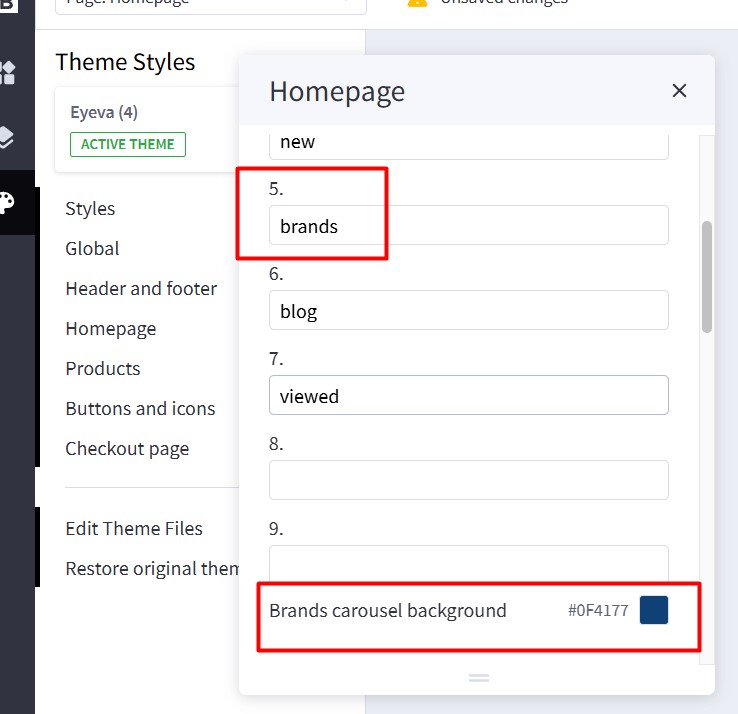 B
Page: Homepage
Unsaved changes
Theme Styles
Eyeva (4)
ACTIVE THEME
Styles
Global
Header and footer
Homepage
Products
Buttons and icons
Checkout page
Edit Theme Files
Restore original them
Homepage
new
5.
brands
6.
blog
7.
viewed
8.
9.
Brands carousel background #0F4177